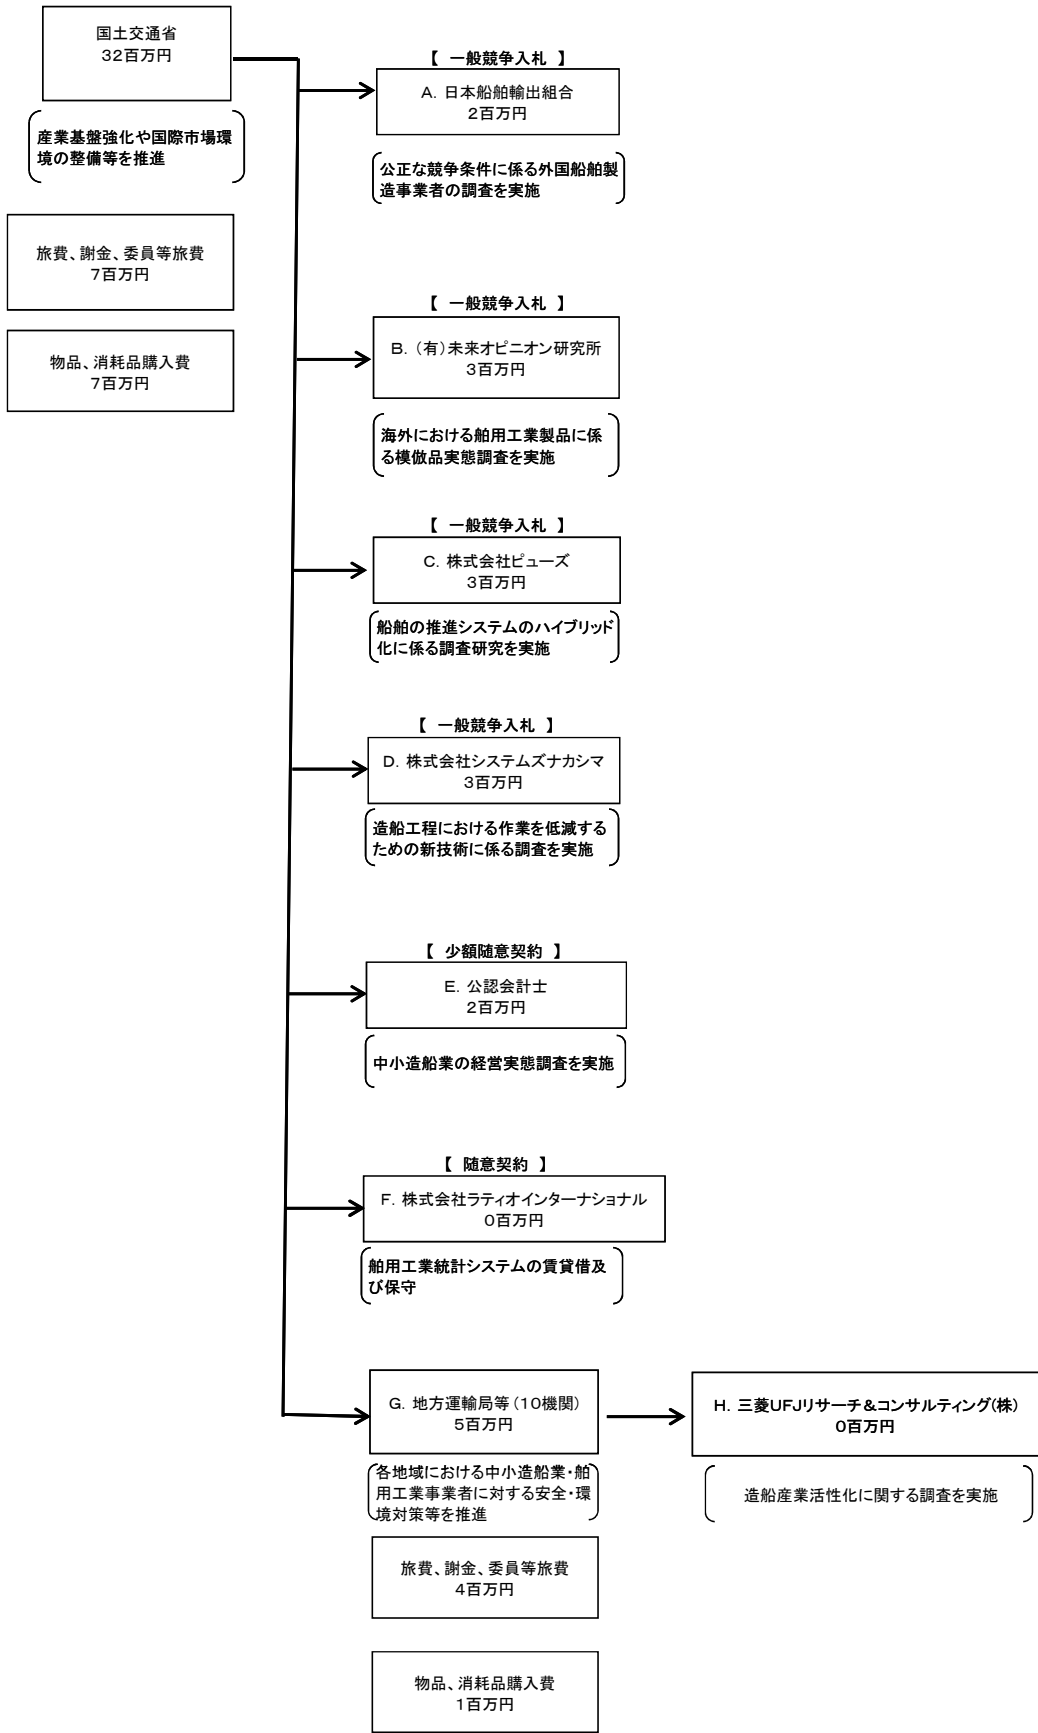 国土交通省
32百万円
産業基盤強化や国際市場環
境の整備等を推進
旅費、謝金、委員等旅費
7百万円
物品、消耗品購入費
7百万円
【 一般競争入札 】
A. 日本船舶輸出組合
2百万円
公正な競争条件に係る外国船舶製
造事業者の調査を実施
【 一般競争入札 】
B. (有)未来オピニオン研究所
3百万円
海外における舶用工業製品に係
る模倣品実態調査を実施
【 一般競争入札 】
C. 株式会社ピューズ
3百万円
船舶の推進システムのハイブリッド
化に係る調査研究を実施
【 一般競争入札 】
D. 株式会社システムズナカシマ
3百万円
造船工程における作業を低減する
ための新技術に係る調査を実施
【 少額随意契約 】
E. 公認会計士
2百万円
中小造船業の経営実態調査を実施
【 随意契約 】
F. 株式会社ラティオインターナショナル
0百万円
舶用工業統計システムの賃貸借及
び保守
G. 地方運輸局等(10機関)
5百万円
各地域における中小造船業・舶
用工業事業者に対する安全・環
境対策等を推進
旅費、謝金、委員等旅費
4百万円
物品、消耗品購入費
1百万円
H. 三菱UFJリサーチ&コンサルティング(株)
0百万円
造船産業活性化に関する調査を実施